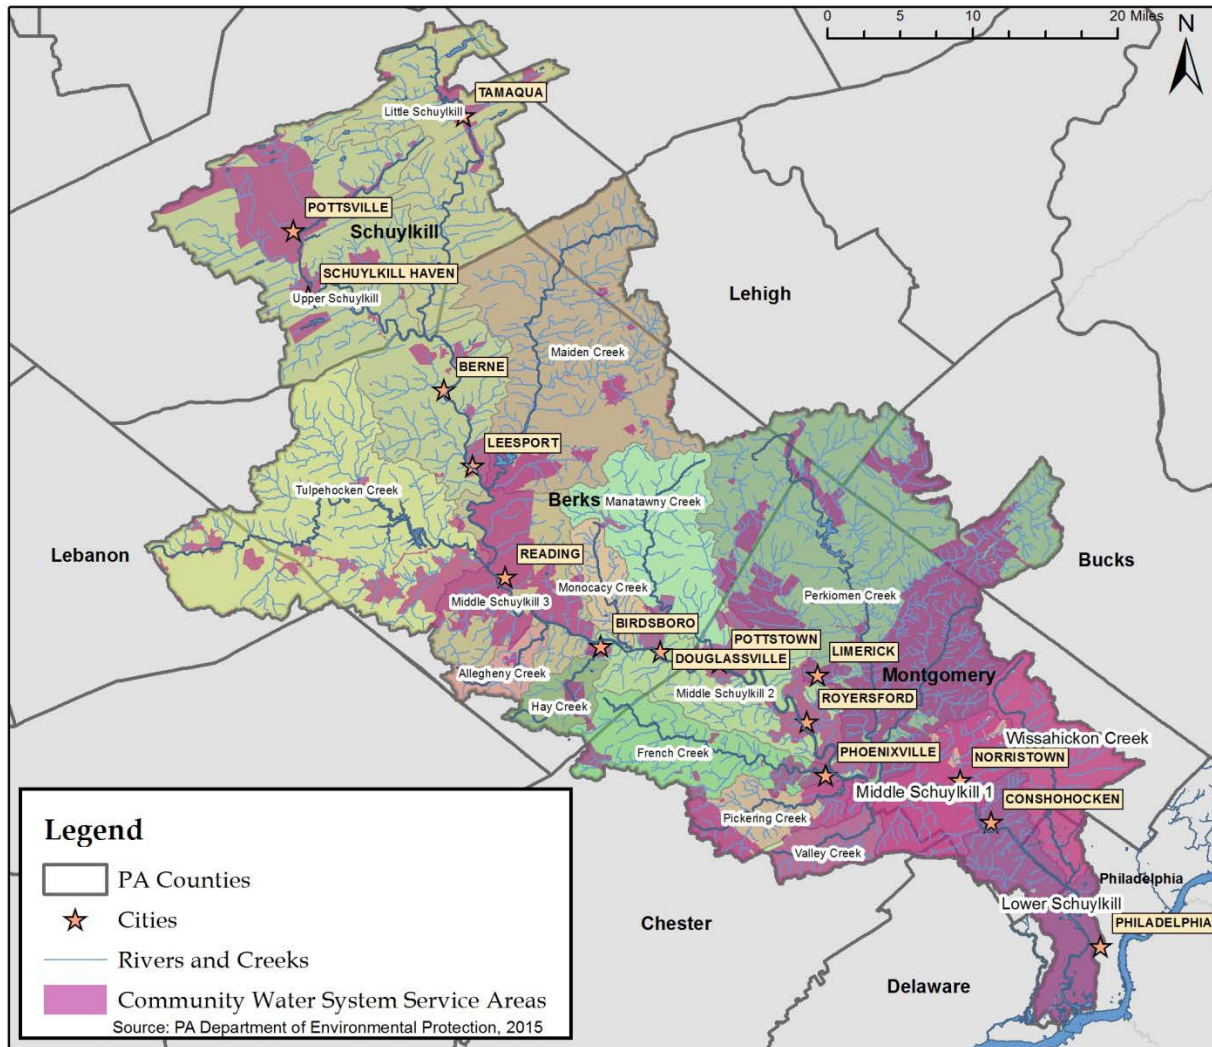 0 5 10 20 Miles
N
TAMAQUA
Little Schuylkill
POTTSVILLE
Schuylkill
SCHUYLKILL HAVEN
Upper Schuylkill
Lehigh
Maiden Creek
BERNE
LEESPORT
Tulpehocken Creek
Berks
Manatawny Creek
Lebanon
READING
Bucks
Monocacy Creek
Perkiomen Creek
Middle Schuylkill 3
BIRDSBORO
POTTSTOWN
LIMERICK
DOUGLASSVILLE
Allegheny Creek
Montgomery
Middle Schuylkill 2
ROYERSFORD
Hay Creek
Wissahickon Creek
French Creek
PHOENIXVILLE
NORRISTOWN
Middle Schuylkill 1
CONSHOHOCKEN
Pickering Creek
Valley Creek
Philadelphia
Lower Schuylkill
Chester
PHILADELPHIA
Delaware
Legend
PA Counties
Cities
Rivers and Creeks
Community Water System Service Areas
Source: PA Department of Environmental Protection, 2015